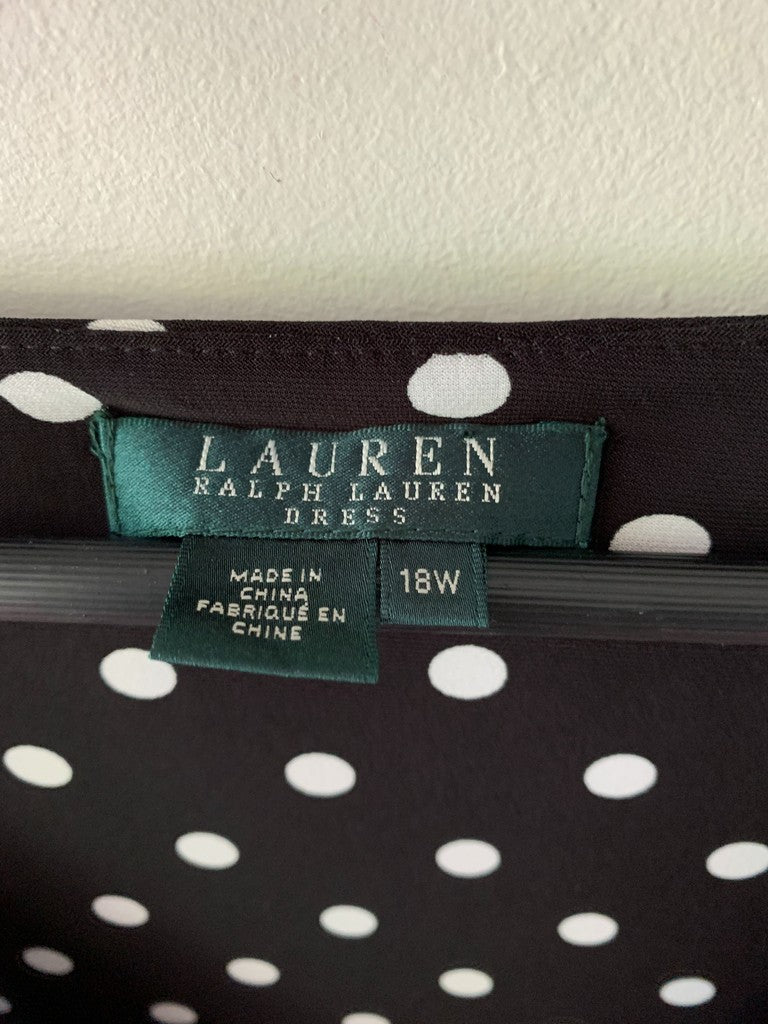 LAUREN
RALPH LAUREN
DRESS
MADE IN
CHINA
FABRIQUÉ EN
CHINE
18W